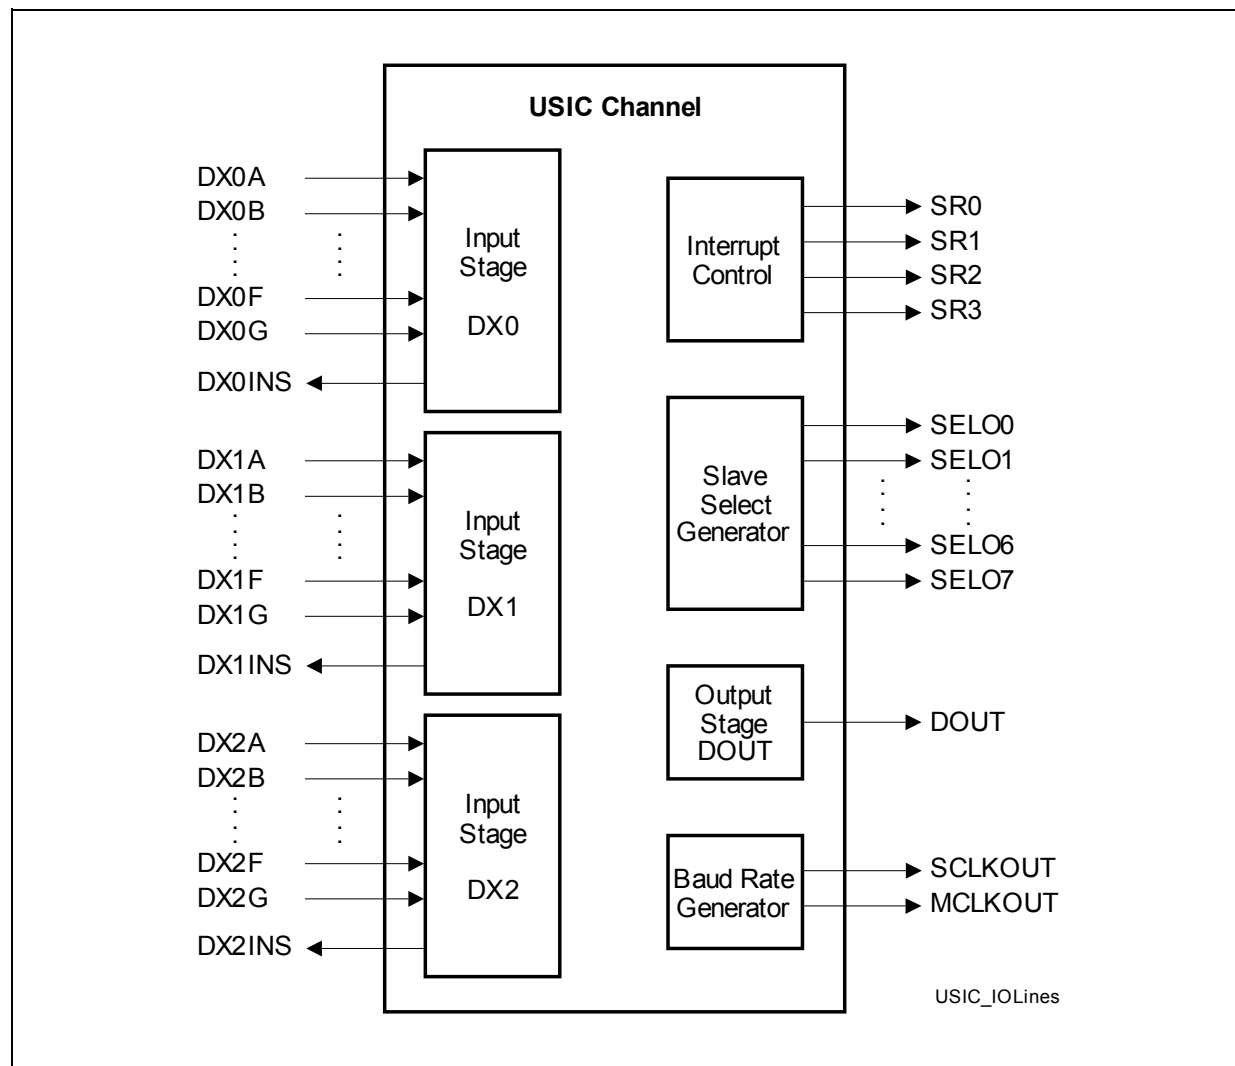 USIC Channel
DX0A
DX0B
DX0F
DX0G
DX0INS
Input
Stage
DX0
DX1A
DX1B
DX1F
DX1G
DX1INS
Input
Stage
DX1
DX2A
DX2B
DX2F
DX2G
DX2INS
Input
Stage
DX2
Interrupt
Control
SR0
SR1
SR2
SR3
Slave
Select
Generator
SELO0
SELO1
SELO6
SELO7
Output
Stage
DOUT
DOUT
Baud Rate
Generator
SCLKOUT
MCLKOUT
USIC_IOLines